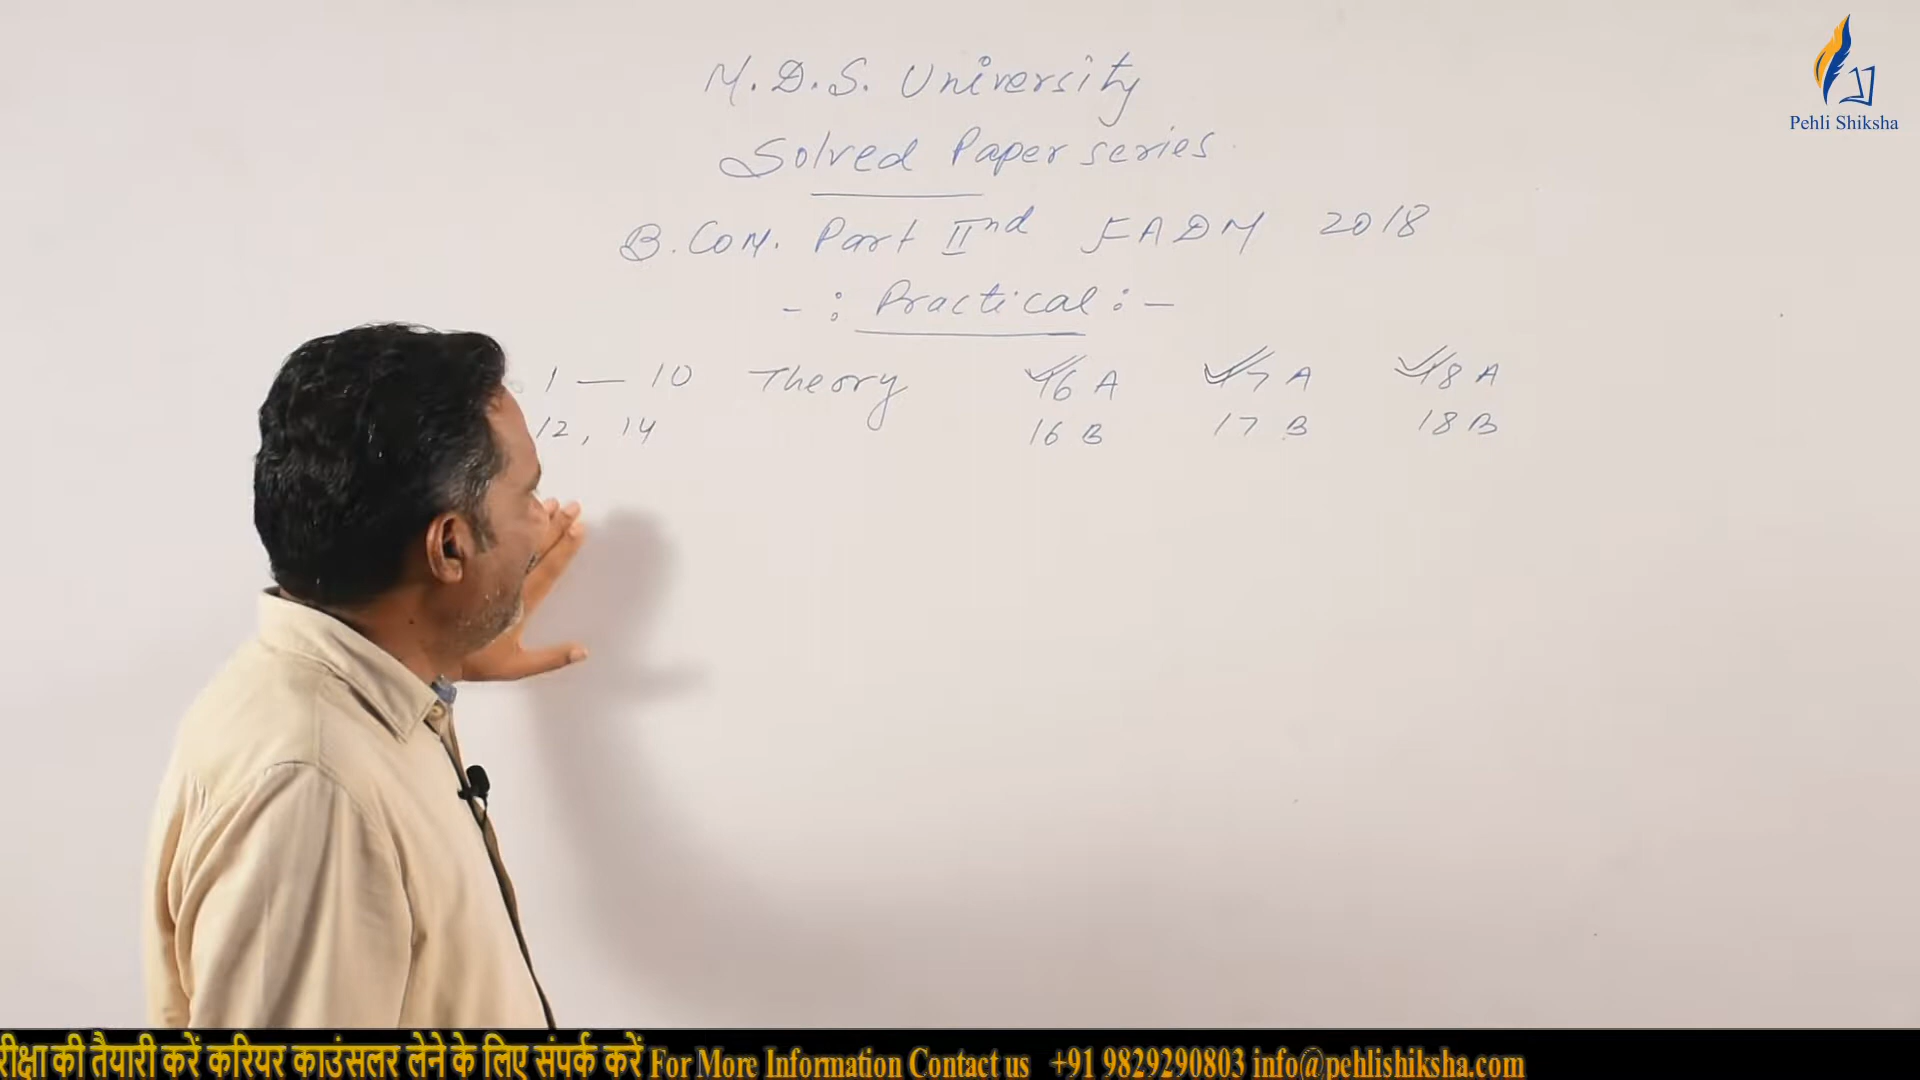 M.D.S. University
Solved Paper series.
B.Com. Part IInd FADM 2018
- : Practical : -
1 — 10 Theory 16 A 17 A 18 A
12, 14 16 B 17 B 18 B
Pehli Shiksha
रीक्षा की तैयारी करें करियर काउंसलर लेने के लिए संपर्क करें For More Information Contact us +91 9829290803 info@pehlishiksha.com